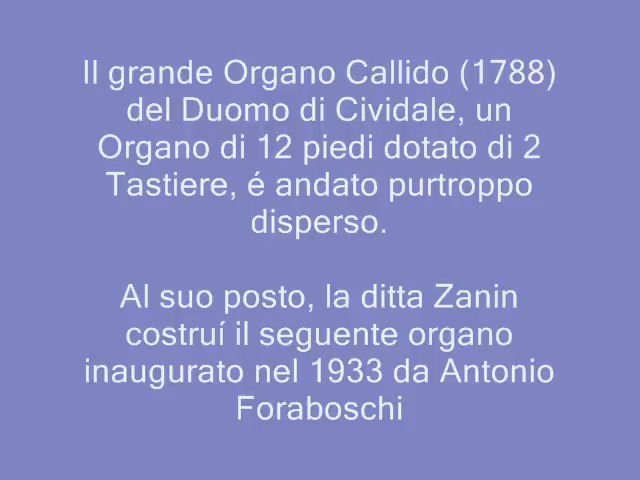 Il grande Organo Callido (1788)
del Duomo di Cividale, un
Organo di 12 piedi dotato di 2
Tastiere, é andato purtroppo
disperso.
Al suo posto, la ditta Zanin
costruí il seguente organo
inaugurato nel 1933 da Antonio
Foraboschi